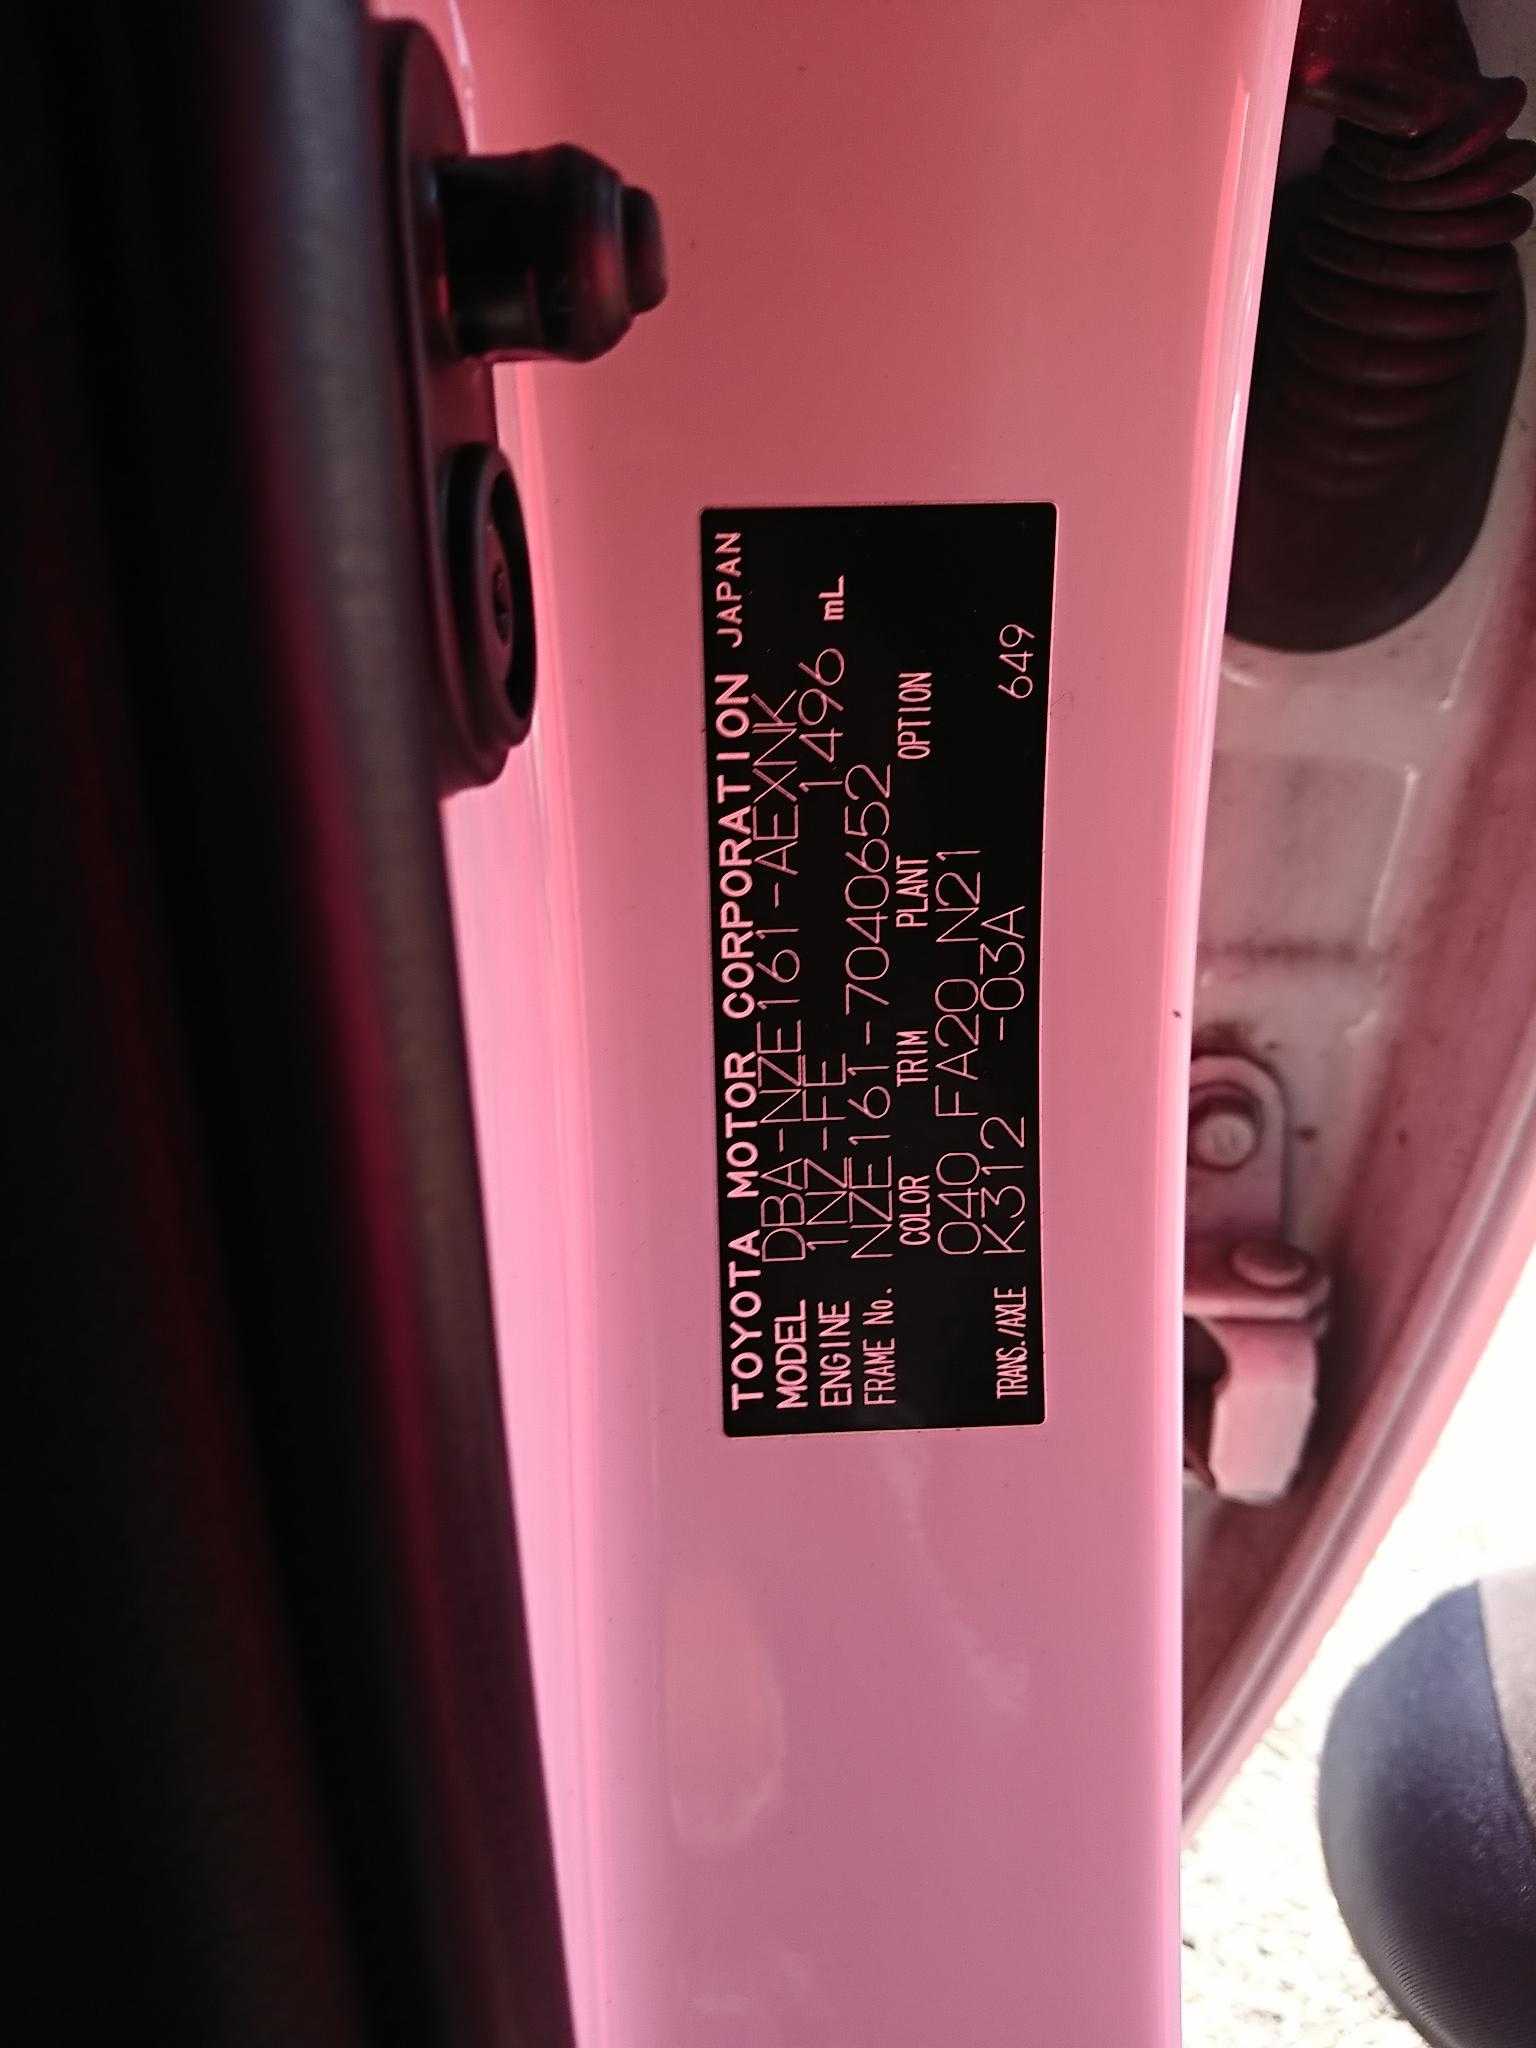 TOYOTA MOTOR CORPORATION JAPAN
MODEL DBA-NZE161-AEXNK
ENGINE 1NZ-FE 1496 mL
FRAME No. NZE161-7040652
COLOR TRIM PLANT OPTION
040 FA20 N21
TRANS./AXLE K312 -03A 649